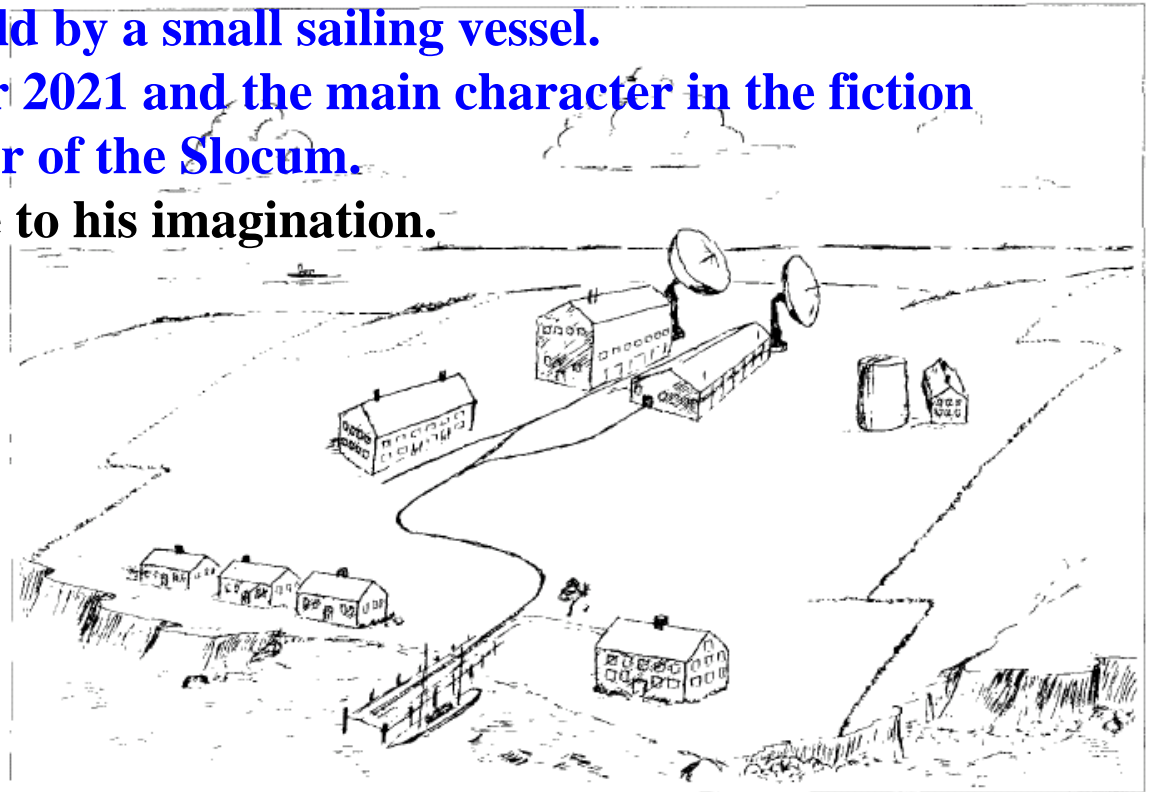 ld by a small sailing vessel.
r 2021 and the main character in the fiction
r of the Slocum.
to his imagination.